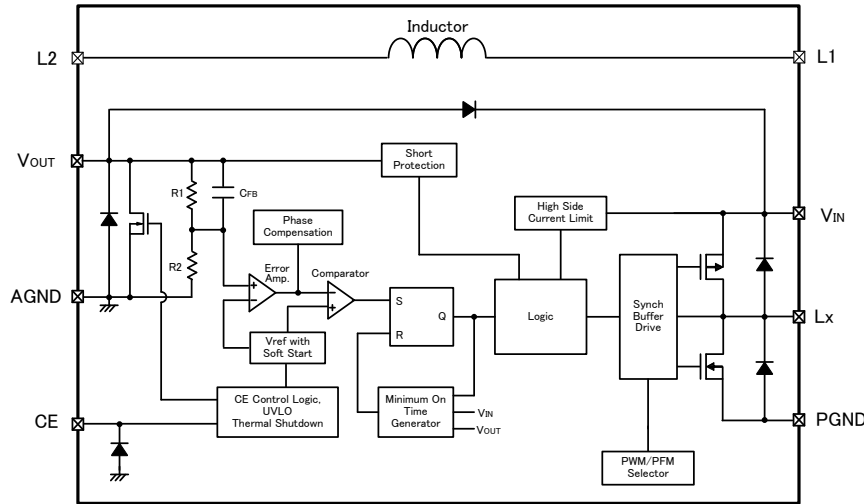 Inductor
L2
L1
VOUT
Short
Protection
R1
CFB
High Side
Current Limit
VIN
Phase
Compensation
R2
Error
Amp.
Comparator
AGND
S
Q
R
Logic
Synch
Buffer
Drive
Lx
Vref with
Soft Start
CE Control Logic,
UVLO
Thermal Shutdown
Minimum On
Time
Generator
VIN
VOUT
CE
PGND
PWM/PFM
Selector